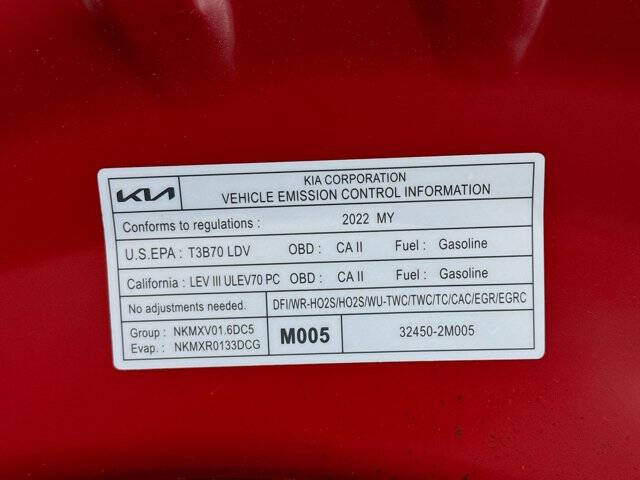 KIA
KIA CORPORATION
VEHICLE EMISSION CONTROL INFORMATION
Conforms to regulations : 2022 MY
U.S.EPA : T3B70 LDV OBD : CA II Fuel : Gasoline
California : LEV III ULEV70 PC OBD : CA II Fuel : Gasoline
No adjustments needed. DFI/WR-HO2S/HO2S/WU-TWC/TWC/TC/CAC/EGR/EGRC
Group : NKMXV01.6DC5
Evap. : NKMXR0133DCG
M005
32450-2M005